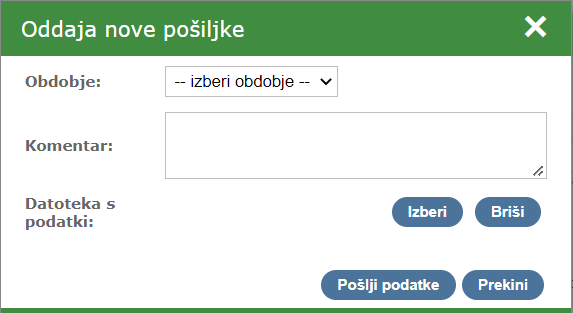 Oddaja nove pošiljke
Obdobje:
-- izberi obdobje --
Komentar:
Datoteka s
podatki:
Izberi
Briši
Pošlji podatke
Prekini